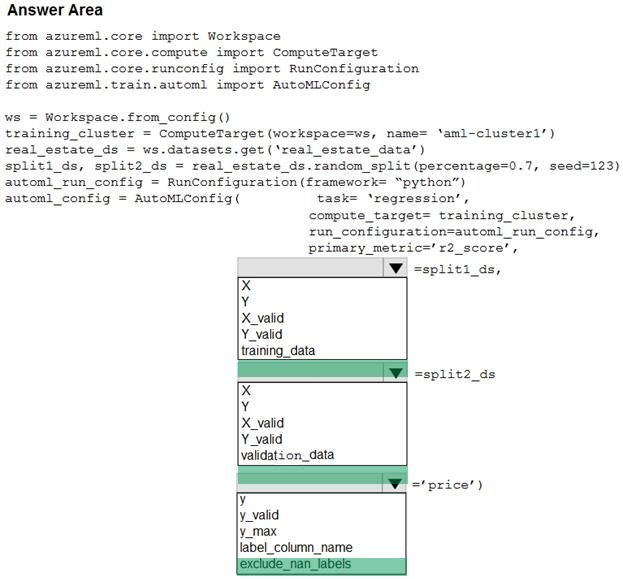 Answer Area
from azureml.core import Workspace
from azureml.core.compute import ComputeTarget
from azureml.core.runconfig import RunConfiguration
from azureml.train.automl import AutoMLConfig
ws = Workspace.from_config()
training_cluster = ComputeTarget(workspace=ws, name= ‘aml-cluster1’)
real_estate_ds = ws.datasets.get(‘real_estate_data’)
split1_ds, split2_ds = real_estate_ds.random_split(percentage=0.7, seed=123)
automl_run_config = RunConfiguration(framework= “python”)
automl_config = AutoMLConfig( task= ‘regression’,
compute_target= training_cluster,
run_configuration=automl_run_config,
primary_metric=’r2_score’,
=split1_ds,
X
Y
X_valid
Y_valid
training_data
=split2_ds
X
Y
X_valid
Y_valid
validation_data
=’price’)
y
y_valid
y_max
label_column_name
exclude_nan_labels